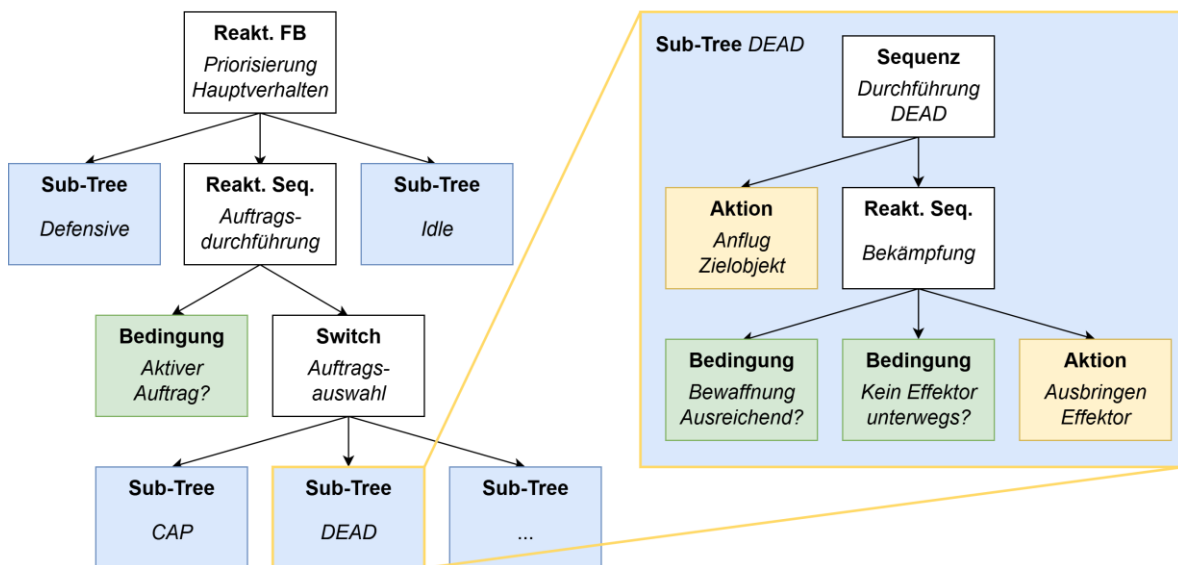 Reakt. FB
Priorisierung
Hauptverhalten
Sub-Tree
Defensive
Reakt. Seq.
Auftrags-
durchführung
Sub-Tree
Idle
Bedingung
Aktiver
Auftrag?
Switch
Auftrags-
auswahl
Sub-Tree
CAP
Sub-Tree
DEAD
Sub-Tree
...
Sub-Tree DEAD
Sequenz
Durchführung
DEAD
Aktion
Anflug
Zielobjekt
Reakt. Seq.
Bekämpfung
Bedingung
Bewaffnung
Ausreichend?
Bedingung
Kein Effektor
unterwegs?
Aktion
Ausbringen
Effektor